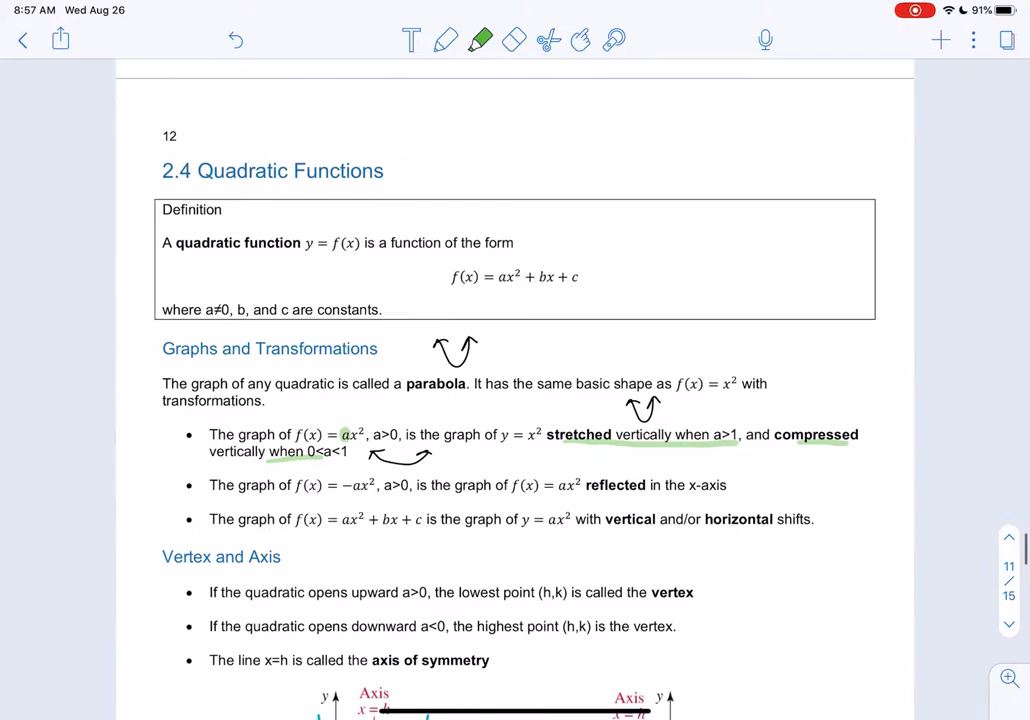 8:57 AM Wed Aug 26
91%
T
12
2.4 Quadratic Functions
Definition
A quadratic function y = f(x) is a function of the form
f(x) = ax² + bx + c
where a≠0, b, and c are constants.
Graphs and Transformations
The graph of any quadratic is called a parabola. It has the same basic shape as f(x) = x² with
transformations.
• The graph of f(x) = ax², a>0, is the graph of y = x² stretched vertically when a>1, and compressed
vertically when 0<a<1
• The graph of f(x) = −ax², a>0, is the graph of f(x) = ax² reflected in the x-axis
• The graph of f(x) = ax² + bx + c is the graph of y = ax² with vertical and/or horizontal shifts.
Vertex and Axis
• If the quadratic opens upward a>0, the lowest point (h,k) is called the vertex
• If the quadratic opens downward a<0, the highest point (h,k) is the vertex.
• The line x=h is called the axis of symmetry
y Axis
x = h
Axis y
x = h
11
/
15